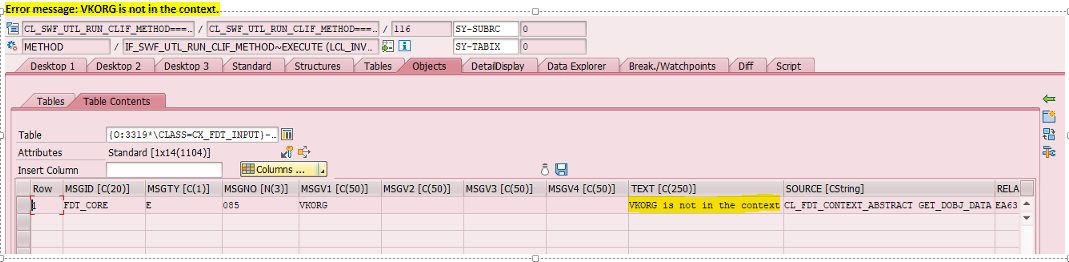 Error message: VKORG is not in the context.
CL_SWF_UTL_RUN_CLIF_METHOD===... / CL_SWF_UTL_RUN_CLIF_METHOD===... / 116 SY-SUBRC 0
METHOD / IF_SWF_UTL_RUN_CLIF_METHOD~EXECUTE (LCL_INV.. SY-TABIX 0
Desktop 1 Desktop 2 Desktop 3 Standard Structures Tables Objects DetailDisplay Data Explorer Break./Watchpoints Diff Script
Tables Table Contents
Table {O:3319*\CLASS=CX_FDT_INPUT}-..
Attributes Standard [1x14(1104)]
Insert Column Columns ...
Row MSGID [C(20)] MSGTY [C(1)] MSGNO [N(3)] MSGV1 [C(50)] MSGV2 [C(50)] MSGV3 [C(50)] MSGV4 [C(50)] TEXT [C(250)] SOURCE [CString] RELA
1 FDT_CORE E 085 VKORG VKORG is not in the context CL_FDT_CONTEXT_ABSTRACT GET_DOBJ_DATA EA63